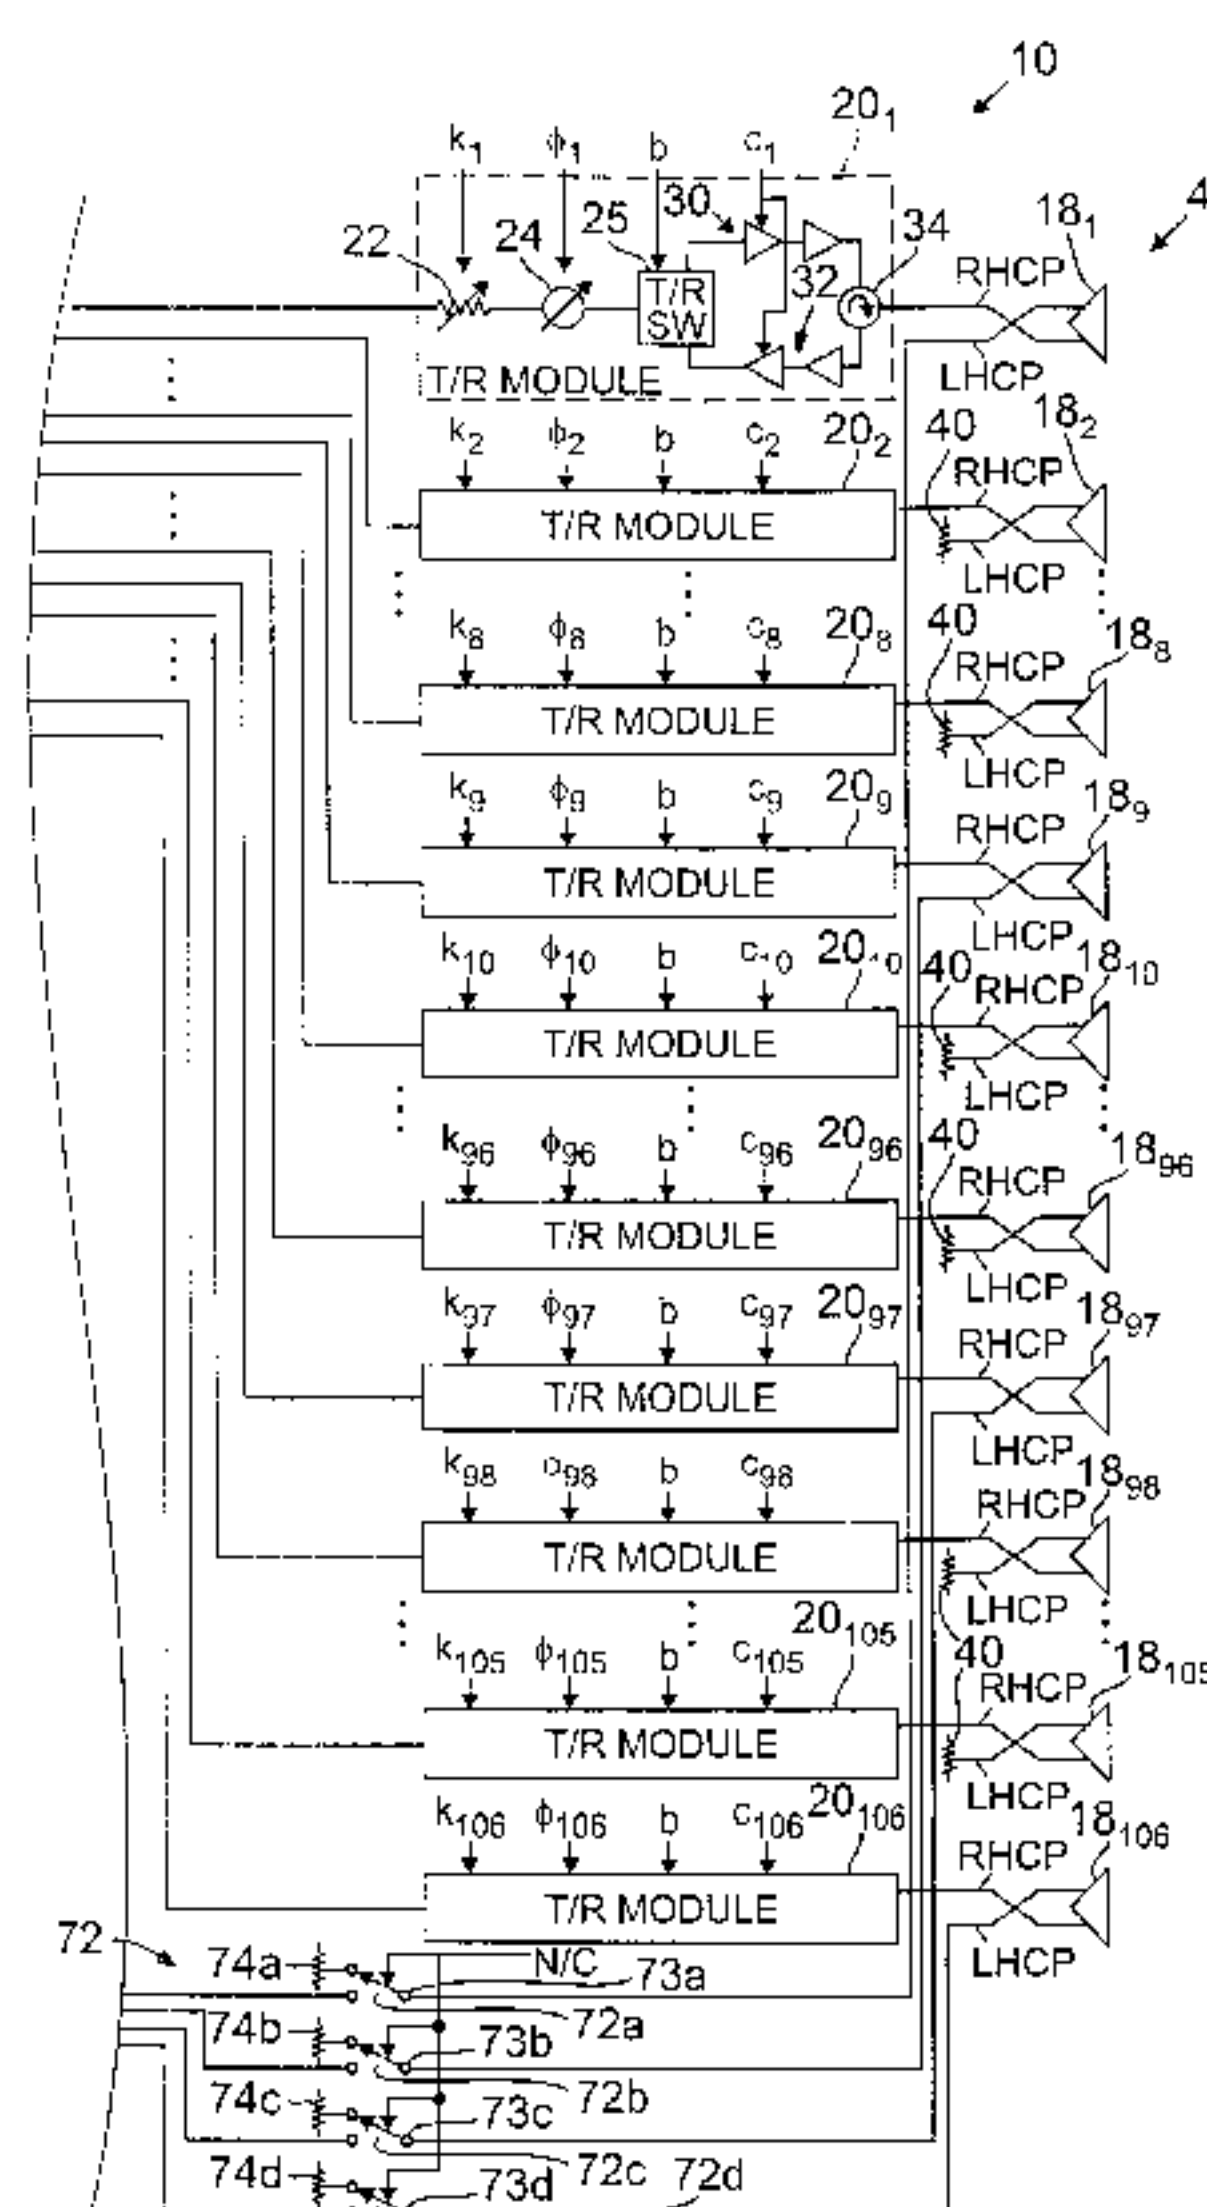 10
20₁
k₁ ϕ₁ b c₁
4
18₁
22 24 25 30 34
RHCP
T/R SW
32
T/R MODULE
LHCP
k₂ ϕ₂ b c₂ 20₂ 40 18₂
RHCP
T/R MODULE
LHCP
k₈ ϕ₈ b c₈ 20₈ 40 18₈
RHCP
T/R MODULE
LHCP
k₉ ϕ₉ b c₉ 20₉ 18₉
RHCP
T/R MODULE
LHCP
k₁₀ ϕ₁₀ b c₁₀ 20₁₀ 40 18₁₀
RHCP
T/R MODULE
LHCP
k₉₆ ϕ₉₆ b c₉₆ 20₉₆ 40 18₉₆
RHCP
T/R MODULE
LHCP
k₉₇ ϕ₉₇ b c₉₇ 20₉₇ 18₉₇
RHCP
T/R MODULE
LHCP
k₉₈ ϕ₉₈ b c₉₈ 18₉₈
RHCP
T/R MODULE
LHCP
20₁₀₅
k₁₀₅ ϕ₁₀₅ b c₁₀₅ 40 18₁₀₅
RHCP
T/R MODULE
LHCP
k₁₀₆ ϕ₁₀₆ b c₁₀₆ 20₁₀₆ 18₁₀₆
RHCP
T/R MODULE
LHCP
72
74a N/C 73a
72a
74b 73b
72b
74c 73c
72c 72d
74d 73d